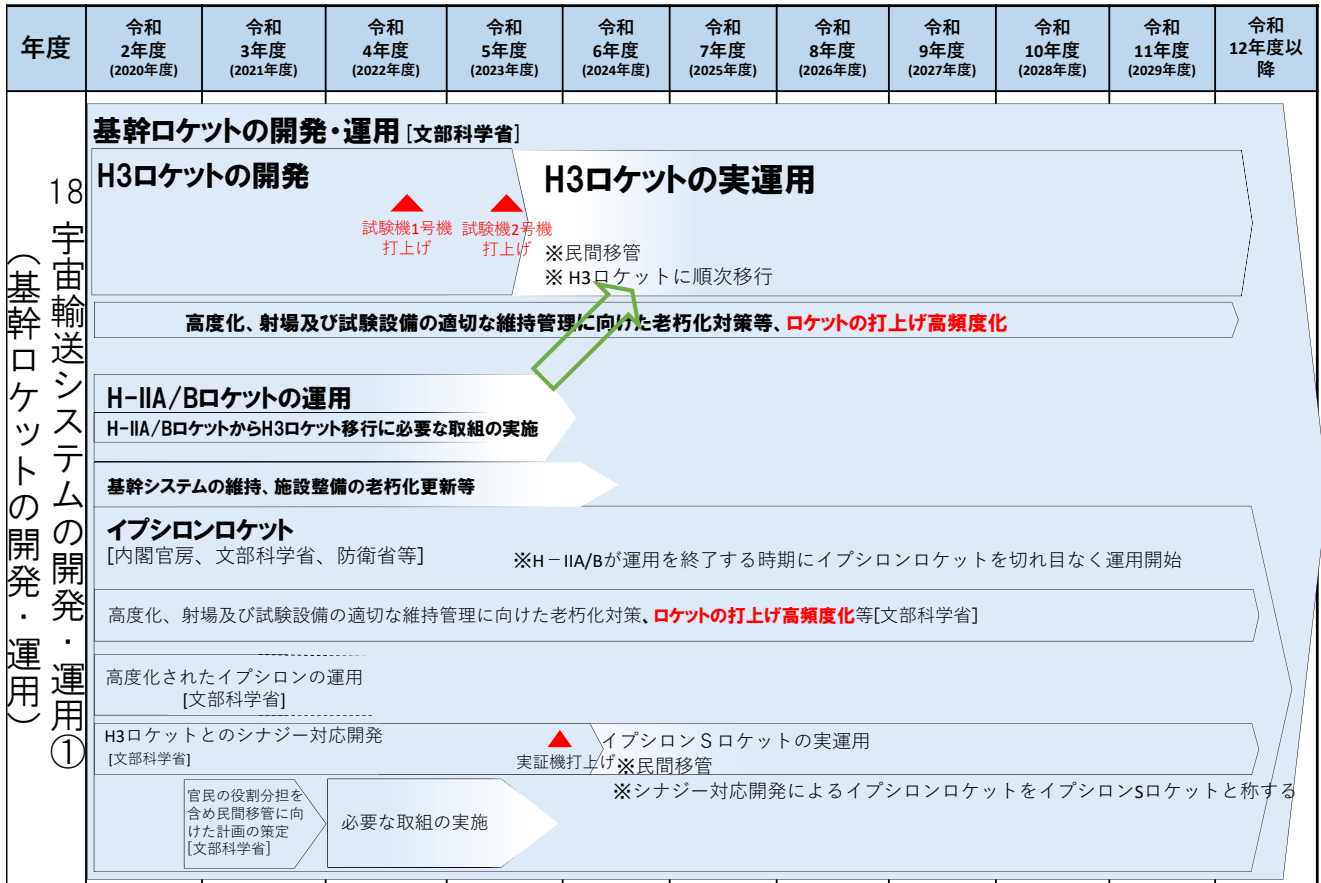 年度
令和
2年度
(2020年度)
令和
3年度
(2021年度)
令和
4年度
(2022年度)
令和
5年度
(2023年度)
令和
6年度
(2024年度)
令和
7年度
(2025年度)
令和
8年度
(2026年度)
令和
9年度
(2027年度)
令和
10年度
(2028年度)
令和
11年度
(2029年度)
令和
12年度以
降
18 宇宙輸送システムの開発・運用①
（基幹ロケットの開発・運用）
基幹ロケットの開発・運用 [文部科学省]
H3ロケットの開発
試験機1号機
打上げ
試験機2号機
打上げ
H3ロケットの実運用
※民間移管
※ H3ロケットに順次移行
高度化、射場及び試験設備の適切な維持管理に向けた老朽化対策等、ロケットの打上げ高頻度化
H-IIA/Bロケットの運用
H-IIA/BロケットからH3ロケット移行に必要な取組の実施
基幹システムの維持、施設整備の老朽化更新等
イプシロンロケット
[内閣官房、文部科学省、防衛省等]
※H－IIA/Bが運用を終了する時期にイプシロンロケットを切れ目なく運用開始
高度化、射場及び試験設備の適切な維持管理に向けた老朽化対策、ロケットの打上げ高頻度化等[文部科学省]
高度化されたイプシロンの運用
[文部科学省]
H3ロケットとのシナジー対応開発
[文部科学省]
実証機打上げ
イプシロンＳロケットの実運用
※民間移管
※シナジー対応開発によるイプシロンロケットをイプシロンSロケットと称する
官民の役割分担を
含め民間移管に向
けた計画の策定
[文部科学省]
必要な取組の実施